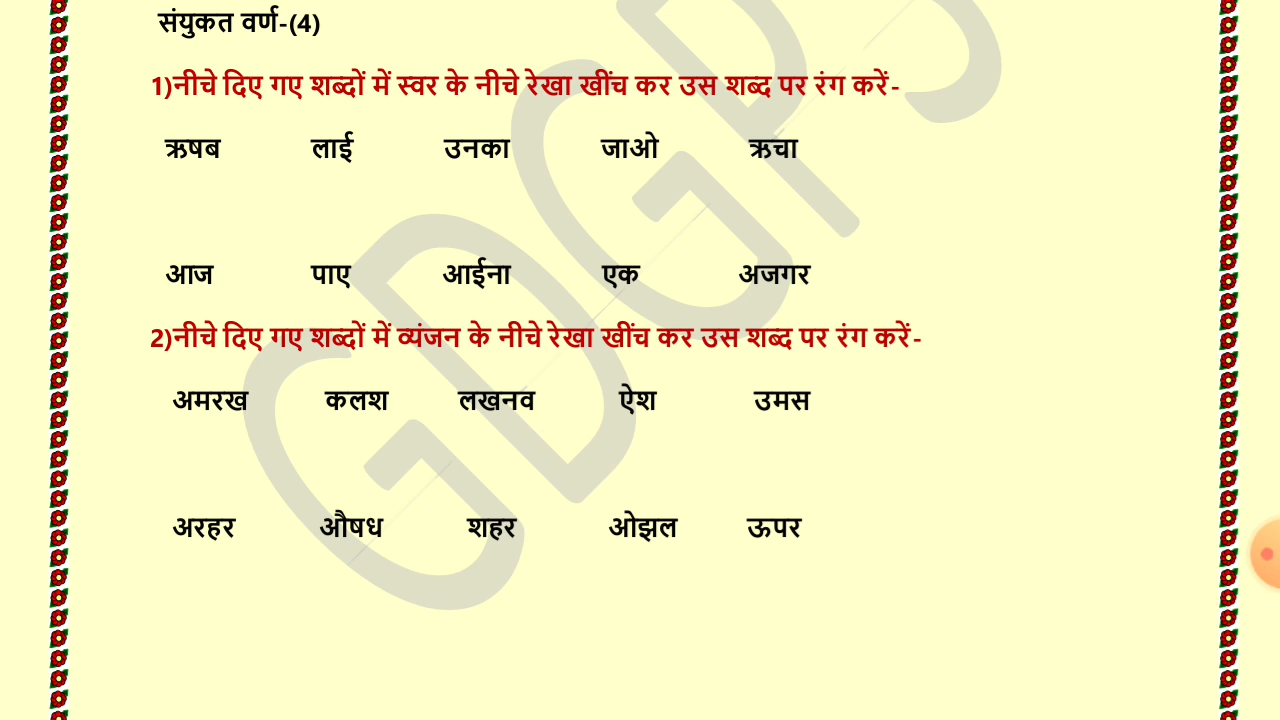 संयुकत वर्ण-(4)
1)नीचे दिए गए शब्दों में स्वर के नीचे रेखा खींच कर उस शब्द पर रंग करें-
ऋषब लाई उनका जाओ ऋचा
आज पाए आईना एक अजगर
2)नीचे दिए गए शब्दों में व्यंजन के नीचे रेखा खींच कर उस शब्द पर रंग करें-
अमरख कलश लखनव ऐश उमस
अरहर औषध शहर ओझल ऊपर
GDGPS